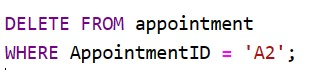 DELETE FROM appointment
WHERE AppointmentID = 'A2';